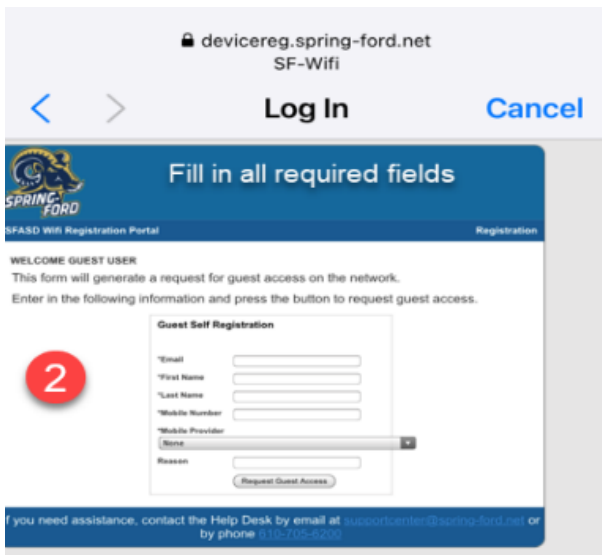 devicereg.spring-ford.net
SF-Wifi
< > Log In Cancel
SPRING-FORD
Fill in all required fields
SFASD Wifi Registration Portal Registration
WELCOME GUEST USER
This form will generate a request for guest access on the network.
Enter in the following information and press the button to request guest access.
Guest Self Registration
2
*Email
*First Name
*Last Name
*Mobile Number
*Mobile Provider
None
Reason
Request Guest Access
f you need assistance, contact the Help Desk by email at supportcenter@spring-ford.net or
by phone 610-705-6200